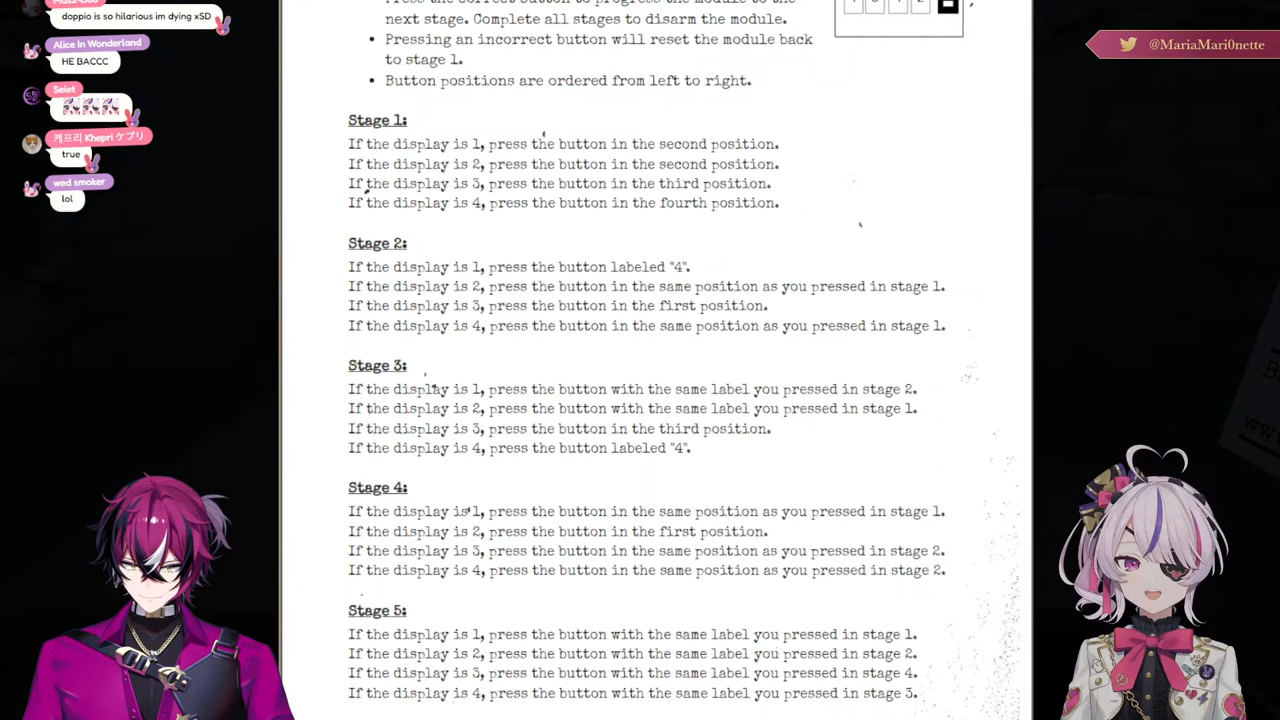 doppio is so hilarious im dying xSD
Alice In Wonderland
HE BACCC
Seiet
케프리 Khepri ケプリ
true
wed smoker
lol
@MariaMari0nette
next stage. Complete all stages to disarm the module.
• Pressing an incorrect button will reset the module back
to stage 1.
• Button positions are ordered from left to right.
Stage 1:
If the display is 1, press the button in the second position.
If the display is 2, press the button in the second position.
If the display is 3, press the button in the third position.
If the display is 4, press the button in the fourth position.
Stage 2:
If the display is 1, press the button labeled "4".
If the display is 2, press the button in the same position as you pressed in stage 1.
If the display is 3, press the button in the first position.
If the display is 4, press the button in the same position as you pressed in stage 1.
Stage 3:
If the display is 1, press the button with the same label you pressed in stage 2.
If the display is 2, press the button with the same label you pressed in stage 1.
If the display is 3, press the button in the third position.
If the display is 4, press the button labeled "4".
Stage 4:
If the display is 1, press the button in the same position as you pressed in stage 1.
If the display is 2, press the button in the first position.
If the display is 3, press the button in the same position as you pressed in stage 2.
If the display is 4, press the button in the same position as you pressed in stage 2.
Stage 5:
If the display is 1, press the button with the same label you pressed in stage 1.
If the display is 2, press the button with the same label you pressed in stage 2.
If the display is 3, press the button with the same label you pressed in stage 4.
If the display is 4, press the button with the same label you pressed in stage 3.